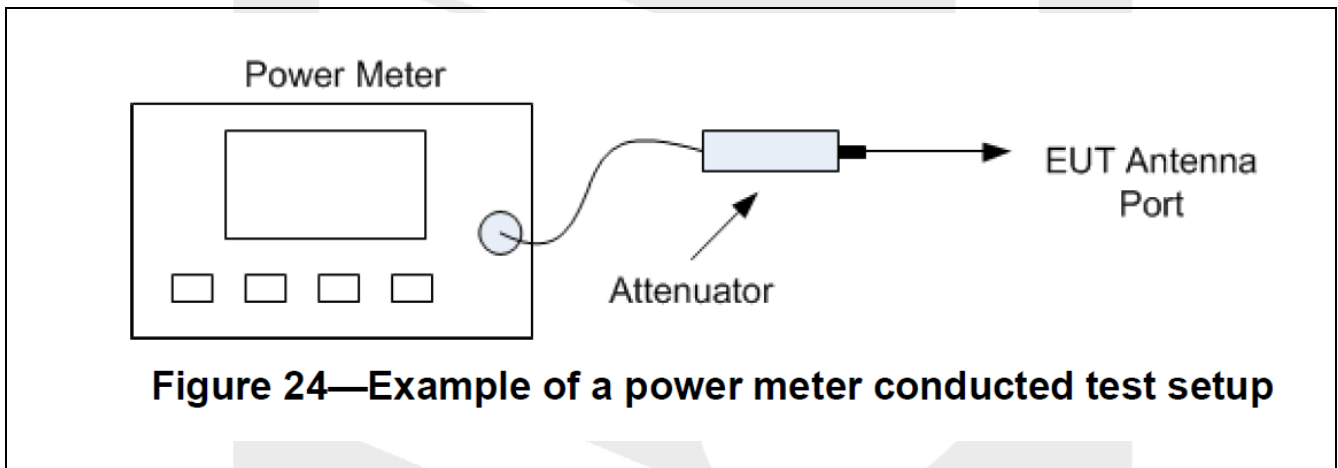 Power Meter
EUT Antenna
Port
Attenuator
Figure 24—Example of a power meter conducted test setup